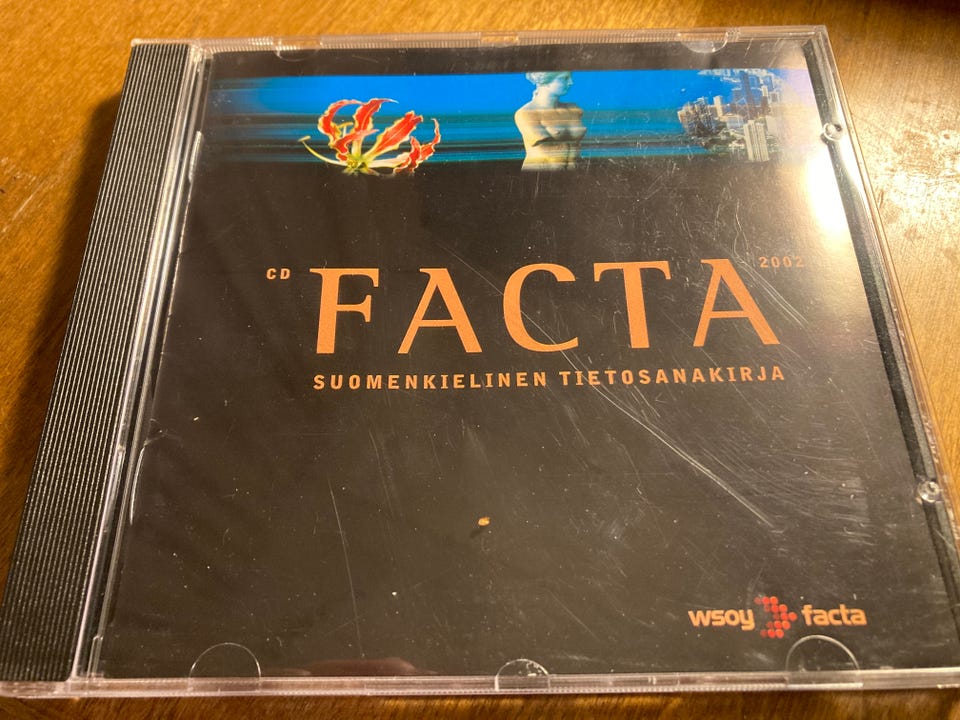 CD FACTA 2002
SUOMENKIELINEN TIETOSANAKIRJA
wsoy facta